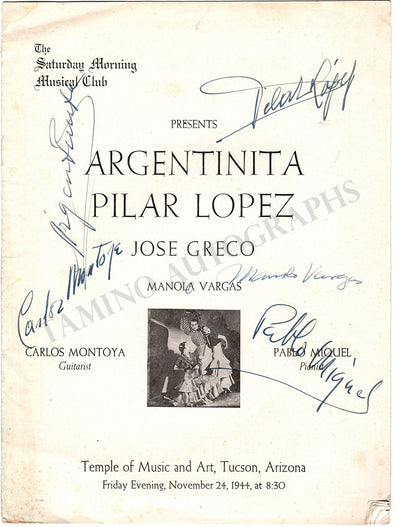 The
Saturday Morning
Musical Club
Pilar López
PRESENTS
Argentinita
ARGENTINITA
PILAR LOPEZ
JOSE GRECO
Carlos Montoya
Manola Vargas
MANOLA VARGAS
TAMINO AUTOGRAPHS
Pablo Miquel
CARLOS MONTOYA
Guitarist
PABLO MIQUEL
Pianist
Temple of Music and Art, Tucson, Arizona
Friday Evening, November 24, 1944, at 8:30